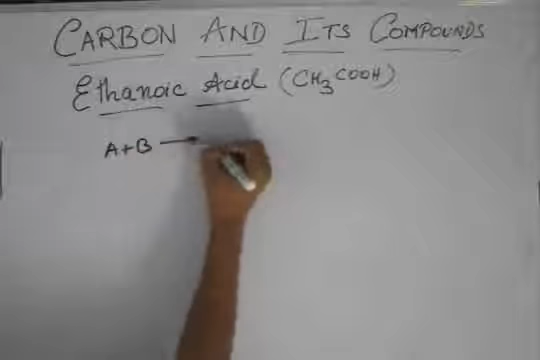 CARBON AND ITS COMPOUNDS
Ethanoic Acid (CH₃COOH)
A+B →